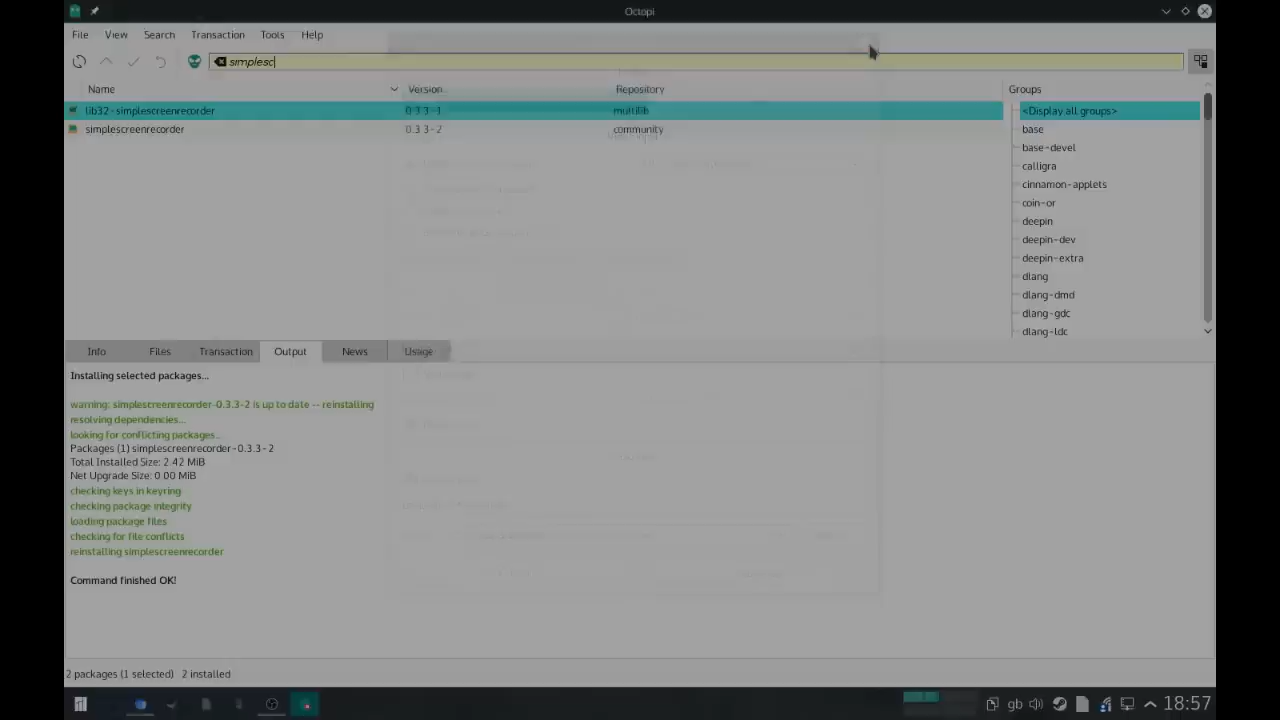 Octopi
File View Search Transaction Tools Help
simplesc
Name Version Repository Groups
lib32-simplescreenrecorder 0.3.3-1 multilib <Display all groups>
simplescreenrecorder 0.3.3-2 community base
base-devel
calligra
cinnamon-applets
coin-or
deepin
deepin-dev
deepin-extra
dlang
dlang-dmd
dlang-gdc
dlang-ldc
Info Files Transaction Output News Usage
Installing selected packages...
warning: simplescreenrecorder-0.3.3-2 is up to date -- reinstalling
resolving dependencies...
looking for conflicting packages...
Packages (1) simplescreenrecorder-0.3.3-2
Total Installed Size: 2.42 MiB
Net Upgrade Size: 0.00 MiB
checking keys in keyring
checking package integrity
loading package files
checking for file conflicts
reinstalling simplescreenrecorder
Command finished OK!
2 packages (1 selected) 2 installed
gb 18:57